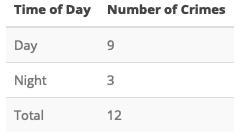 Time of Day Number of Crimes
Day 9
Night 3
Total 12